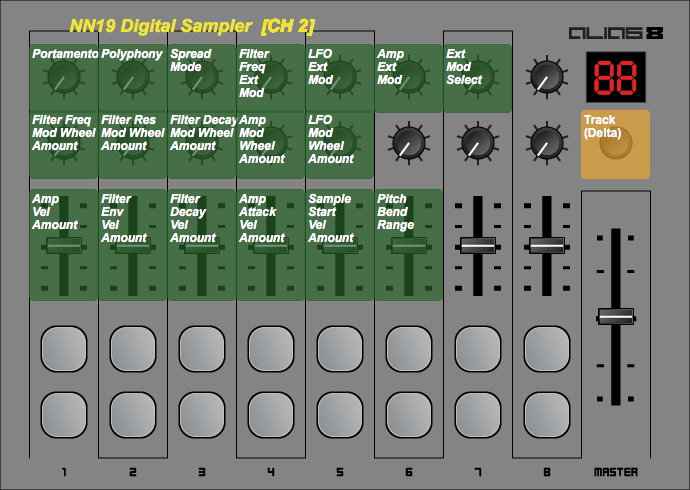 NN19 Digital Sampler [CH 2]
ALIAS 8
88
Portamento
Polyphony
Spread
Mode
Filter
Freq
Ext
Mod
LFO
Ext
Mod
Amp
Ext
Mod
Ext
Mod
Select
Filter Freq
Mod Wheel
Amount
Filter Res
Mod Wheel
Amount
Filter Decay
Mod Wheel
Amount
Amp
Mod
Wheel
Amount
LFO
Mod
Wheel
Amount
Track
(Delta)
Amp
Vel
Amount
Filter
Env
Vel
Amount
Filter
Decay
Vel
Amount
Amp
Attack
Vel
Amount
Sample
Start
Vel
Amount
Pitch
Bend
Range
1 2 3 4 5 6 7 8 MASTER